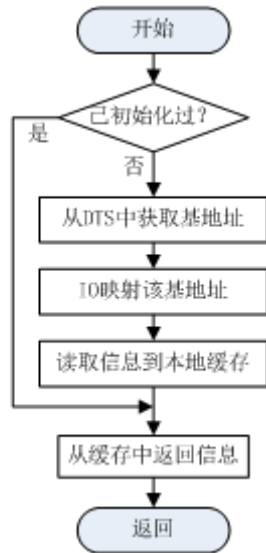 开始
已初始化过？
是
否
从DTS中获取基地址
IO映射该基地址
读取信息到本地缓存
从缓存中返回信息
返回